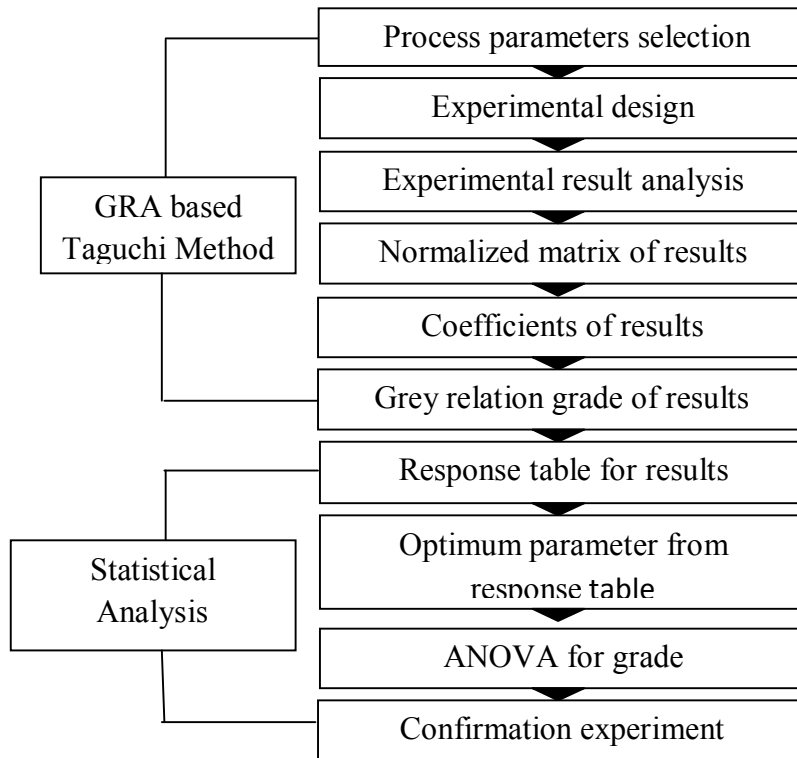 Process parameters selection
Experimental design
Experimental result analysis
GRA based
Taguchi Method
Normalized matrix of results
Coefficients of results
Grey relation grade of results
Response table for results
Statistical
Analysis
Optimum parameter from
response table
ANOVA for grade
Confirmation experiment